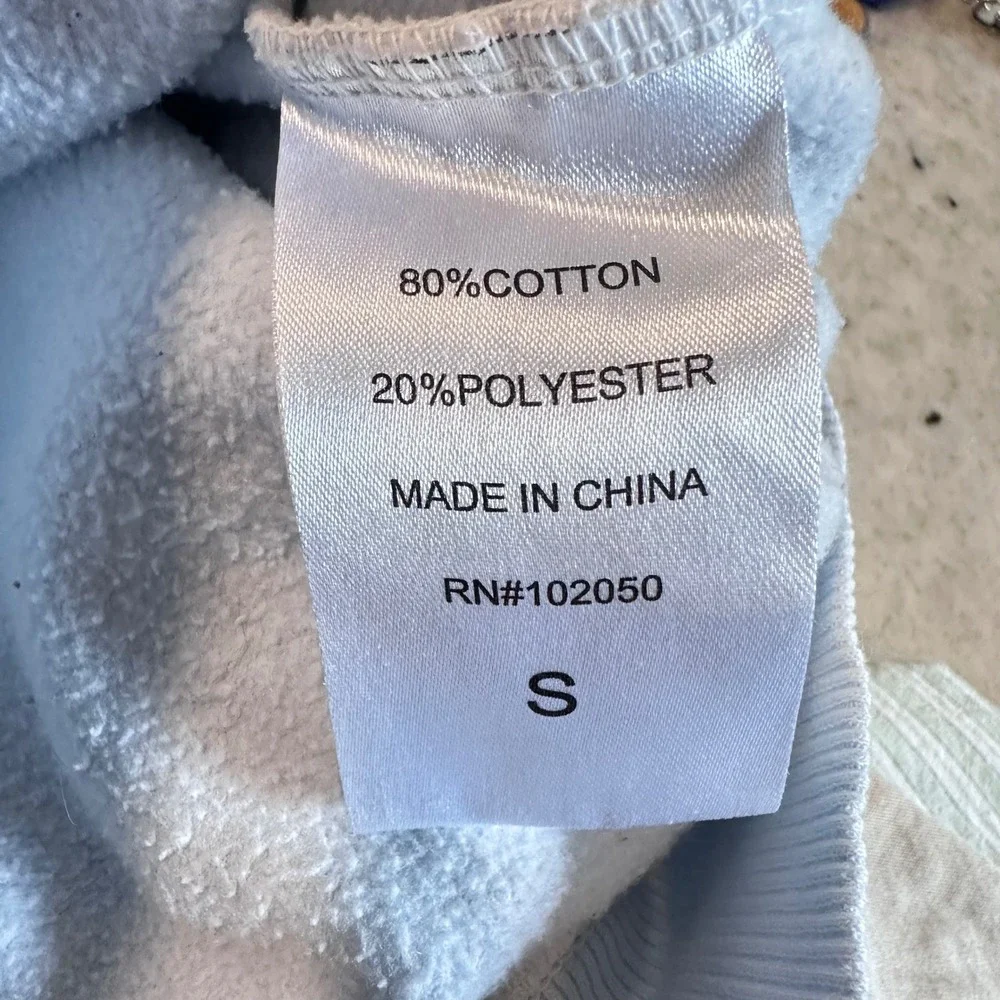 80%COTTON
20%POLYESTER
MADE IN CHINA
RN#102050
S